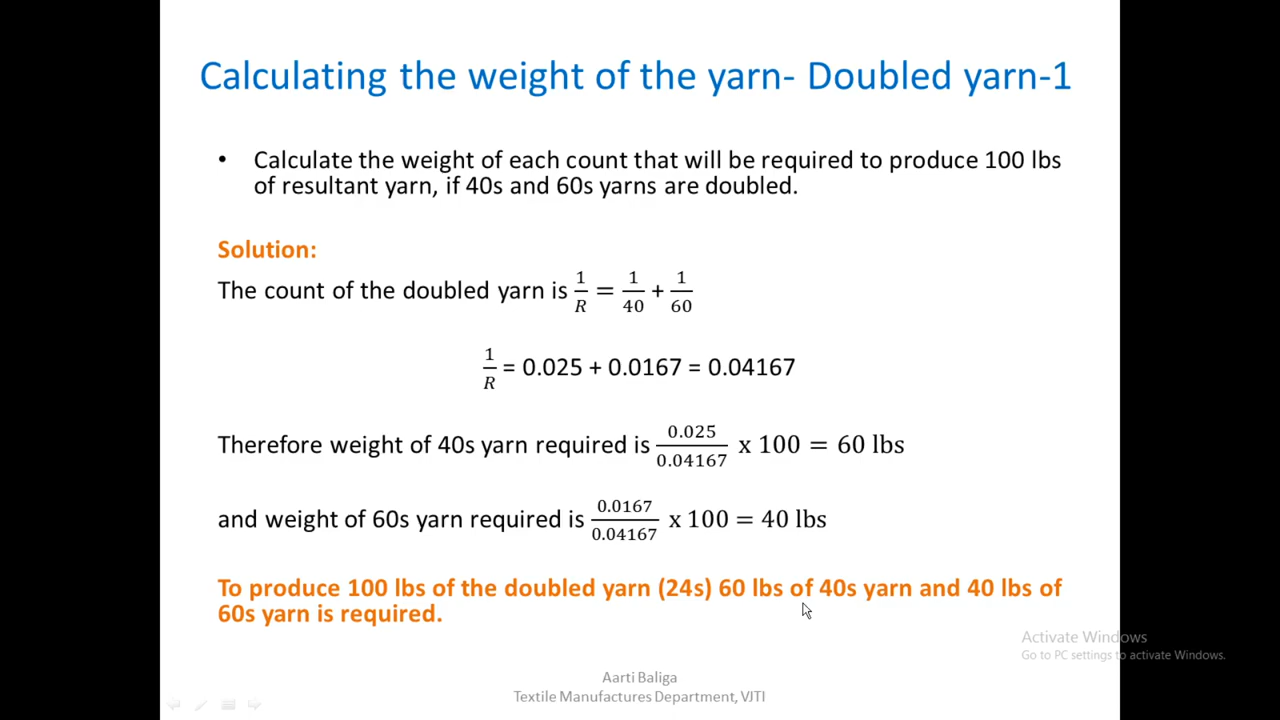 Calculating the weight of the yarn- Doubled yarn-1
• Calculate the weight of each count that will be required to produce 100 lbs
of resultant yarn, if 40s and 60s yarns are doubled.
Solution:
The count of the doubled yarn is 1/R = 1/40 + 1/60
1/R = 0.025 + 0.0167 = 0.04167
Therefore weight of 40s yarn required is 0.025/0.04167 x 100 = 60 lbs
and weight of 60s yarn required is 0.0167/0.04167 x 100 = 40 lbs
To produce 100 lbs of the doubled yarn (24s) 60 lbs of 40s yarn and 40 lbs of
60s yarn is required.
Activate Windows
Go to PC settings to activate Windows.
Aarti Baliga
Textile Manufactures Department, VJTI